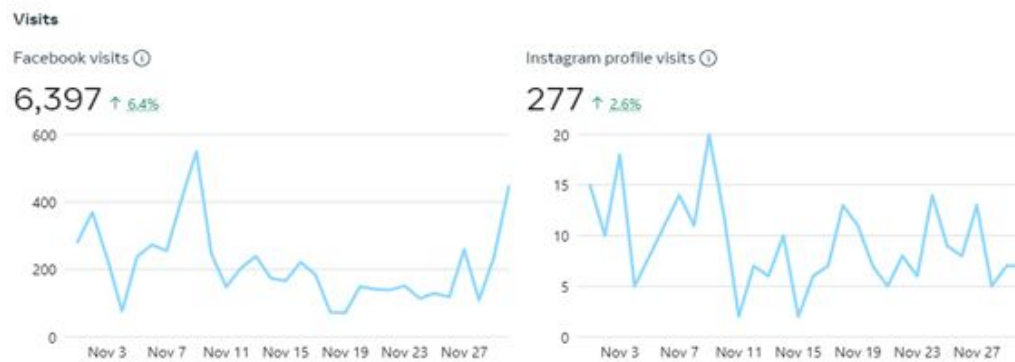 Visits
Facebook visits
Instagram profile visits
6,397 ↑ 6.4%
277 ↑ 2.6%
600
400
200
0
Nov 3 Nov 7 Nov 11 Nov 15 Nov 19 Nov 23 Nov 27
20
15
10
5
0
Nov 3 Nov 7 Nov 11 Nov 15 Nov 19 Nov 23 Nov 27